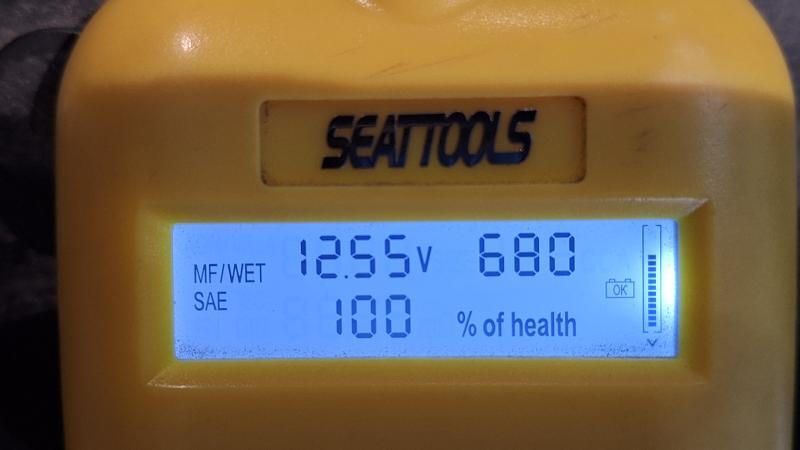 SEATTOOLS
MF/WET 12.55V 680
SAE 100 % of health
OK